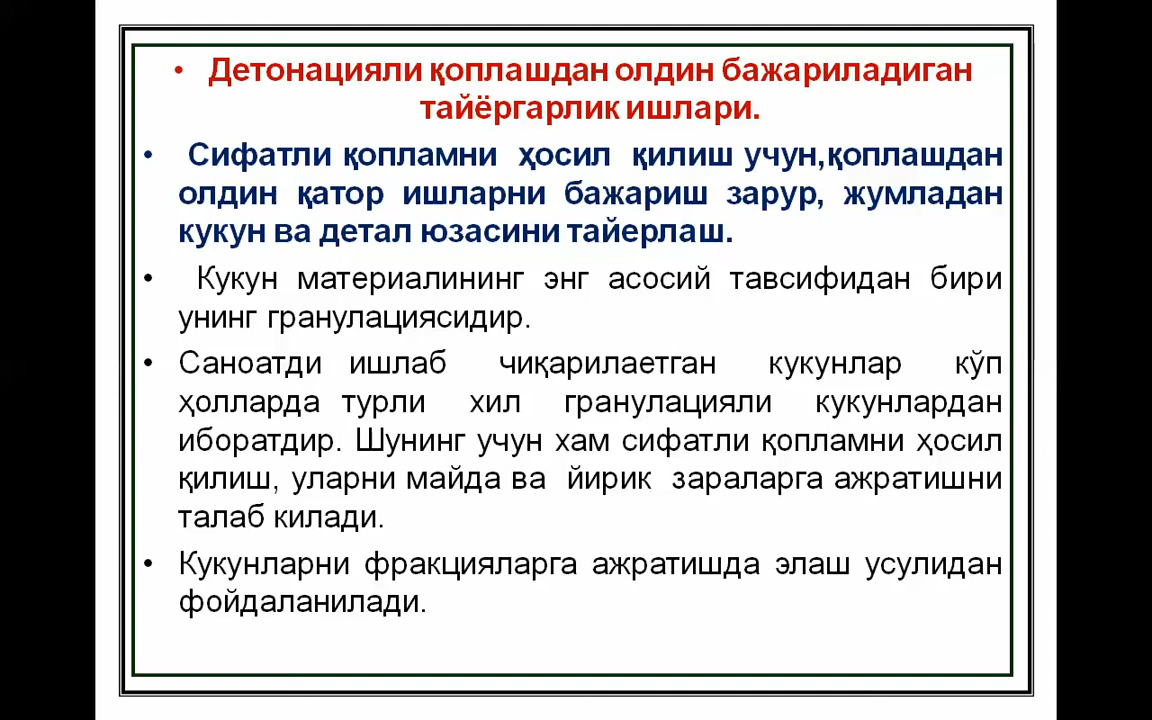 • Детонацияли қоплашдан олдин бажариладиган
тайёргарлик ишлари.
• Сифатли қопламни ҳосил қилиш учун,қоплашдан
олдин қатор ишларни бажариш зарур, жумладан
кукун ва детал юзасини тайерлаш.
• Кукун материалининг энг асосий тавсифидан бири
унинг гранулациясидир.
• Саноатди ишлаб чиқарилаетган кукунлар кўп
ҳолларда турли хил гранулацияли кукунлардан
иборатдир. Шунинг учун хам сифатли қопламни ҳосил
қилиш, уларни майда ва йирик зараларга ажратишни
талаб килади.
• Кукунларни фракцияларга ажратишда элаш усулидан
фойдаланилади.